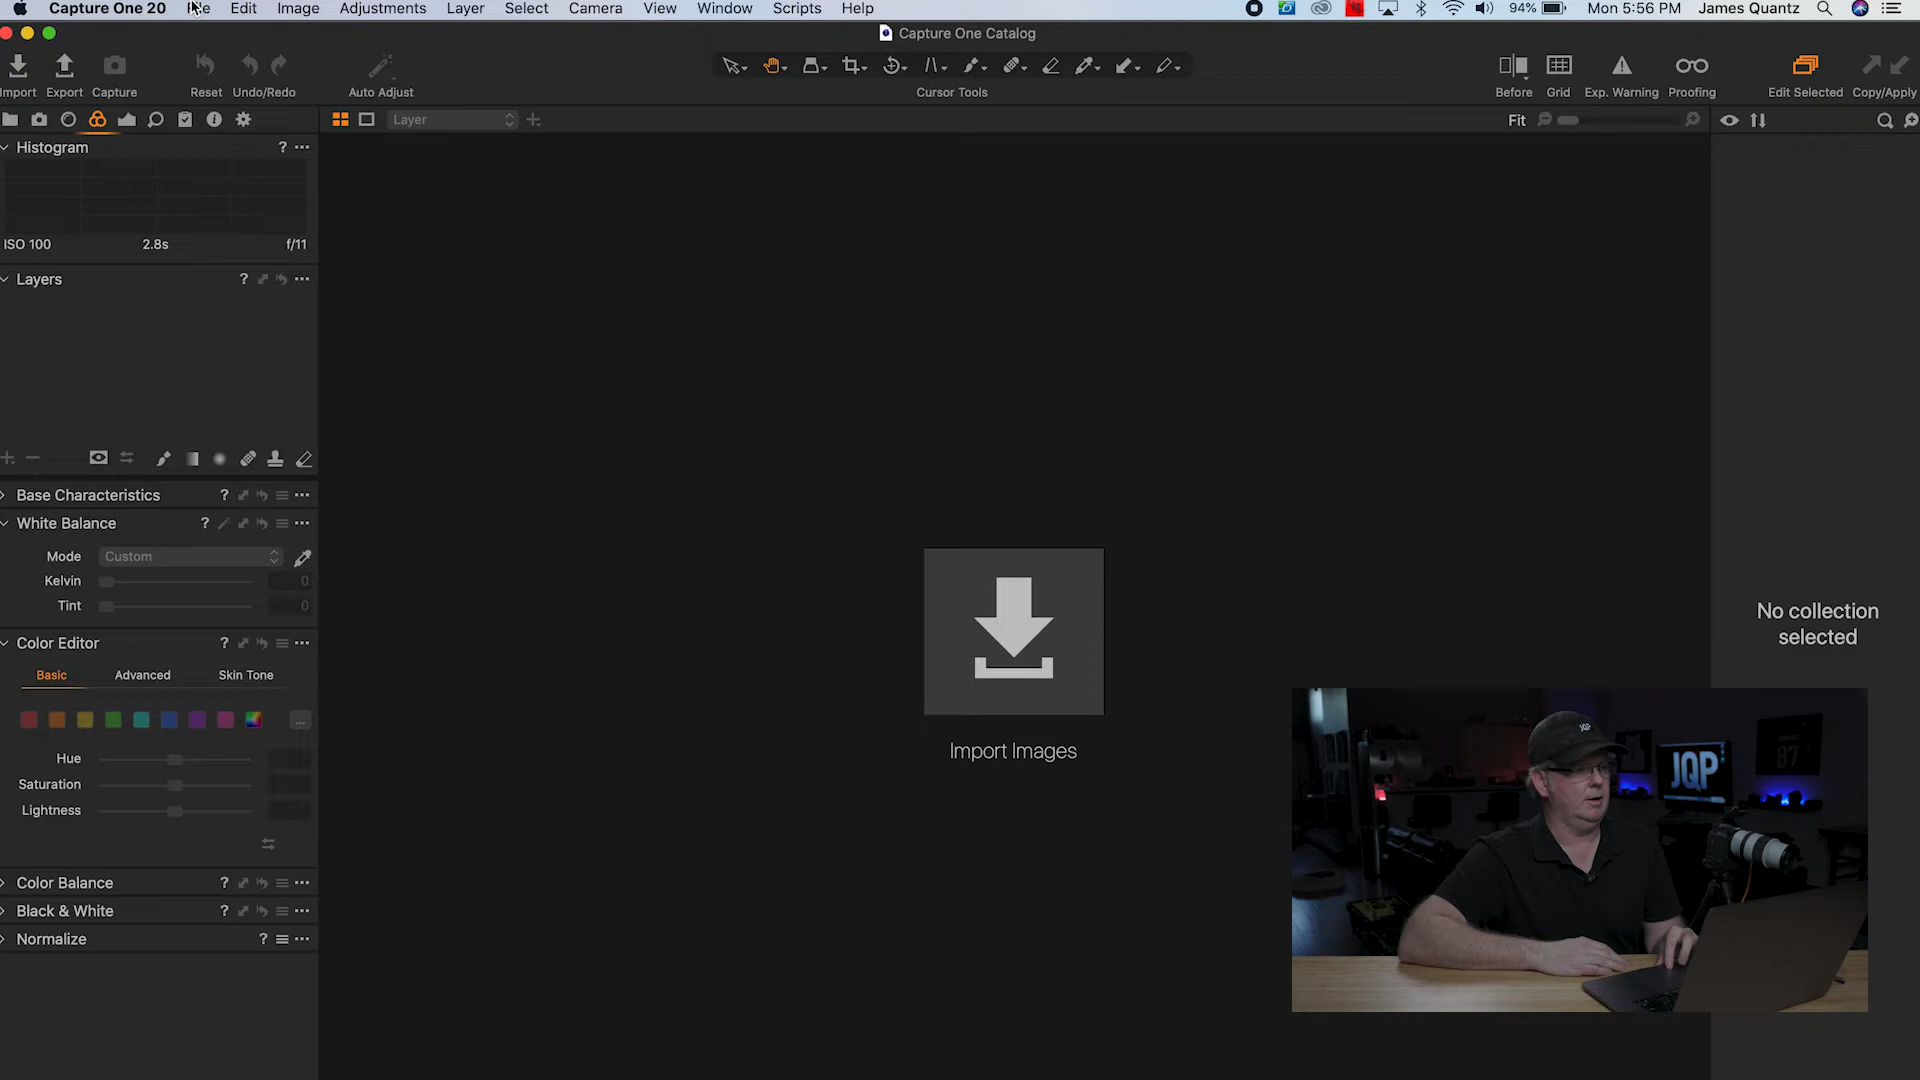 Capture One 20 Edit Image Adjustments Layer Select Camera View Window Scripts Help 94% Mon 5:56 PM James Quantz
Capture One Catalog
Import Export Capture Reset Undo/Redo Auto Adjust Cursor Tools Before Grid Exp. Warning Proofing Edit Selected Copy/Apply
Layer Fit
Histogram ?
ISO 100 2.8s f/11
Layers ?
Base Characteristics ?
White Balance ?
Mode Custom
Kelvin 0
Tint 0
Color Editor ?
Basic Advanced Skin Tone
Hue
Saturation
Lightness
Color Balance ?
Black & White ?
Normalize ?
Import Images
No collection
selected
JQP
JQP
87